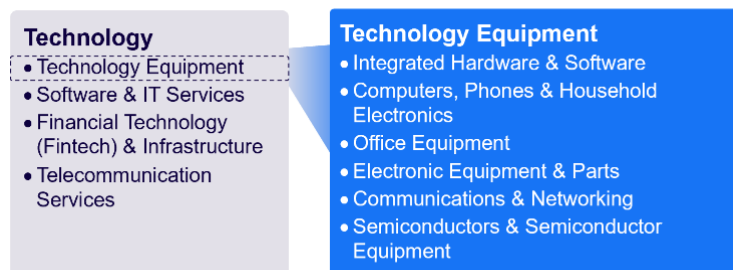 Technology
• Technology Equipment
• Software & IT Services
• Financial Technology
(Fintech) & Infrastructure
• Telecommunication
Services
Technology Equipment
• Integrated Hardware & Software
• Computers, Phones & Household
Electronics
• Office Equipment
• Electronic Equipment & Parts
• Communications & Networking
• Semiconductors & Semiconductor
Equipment